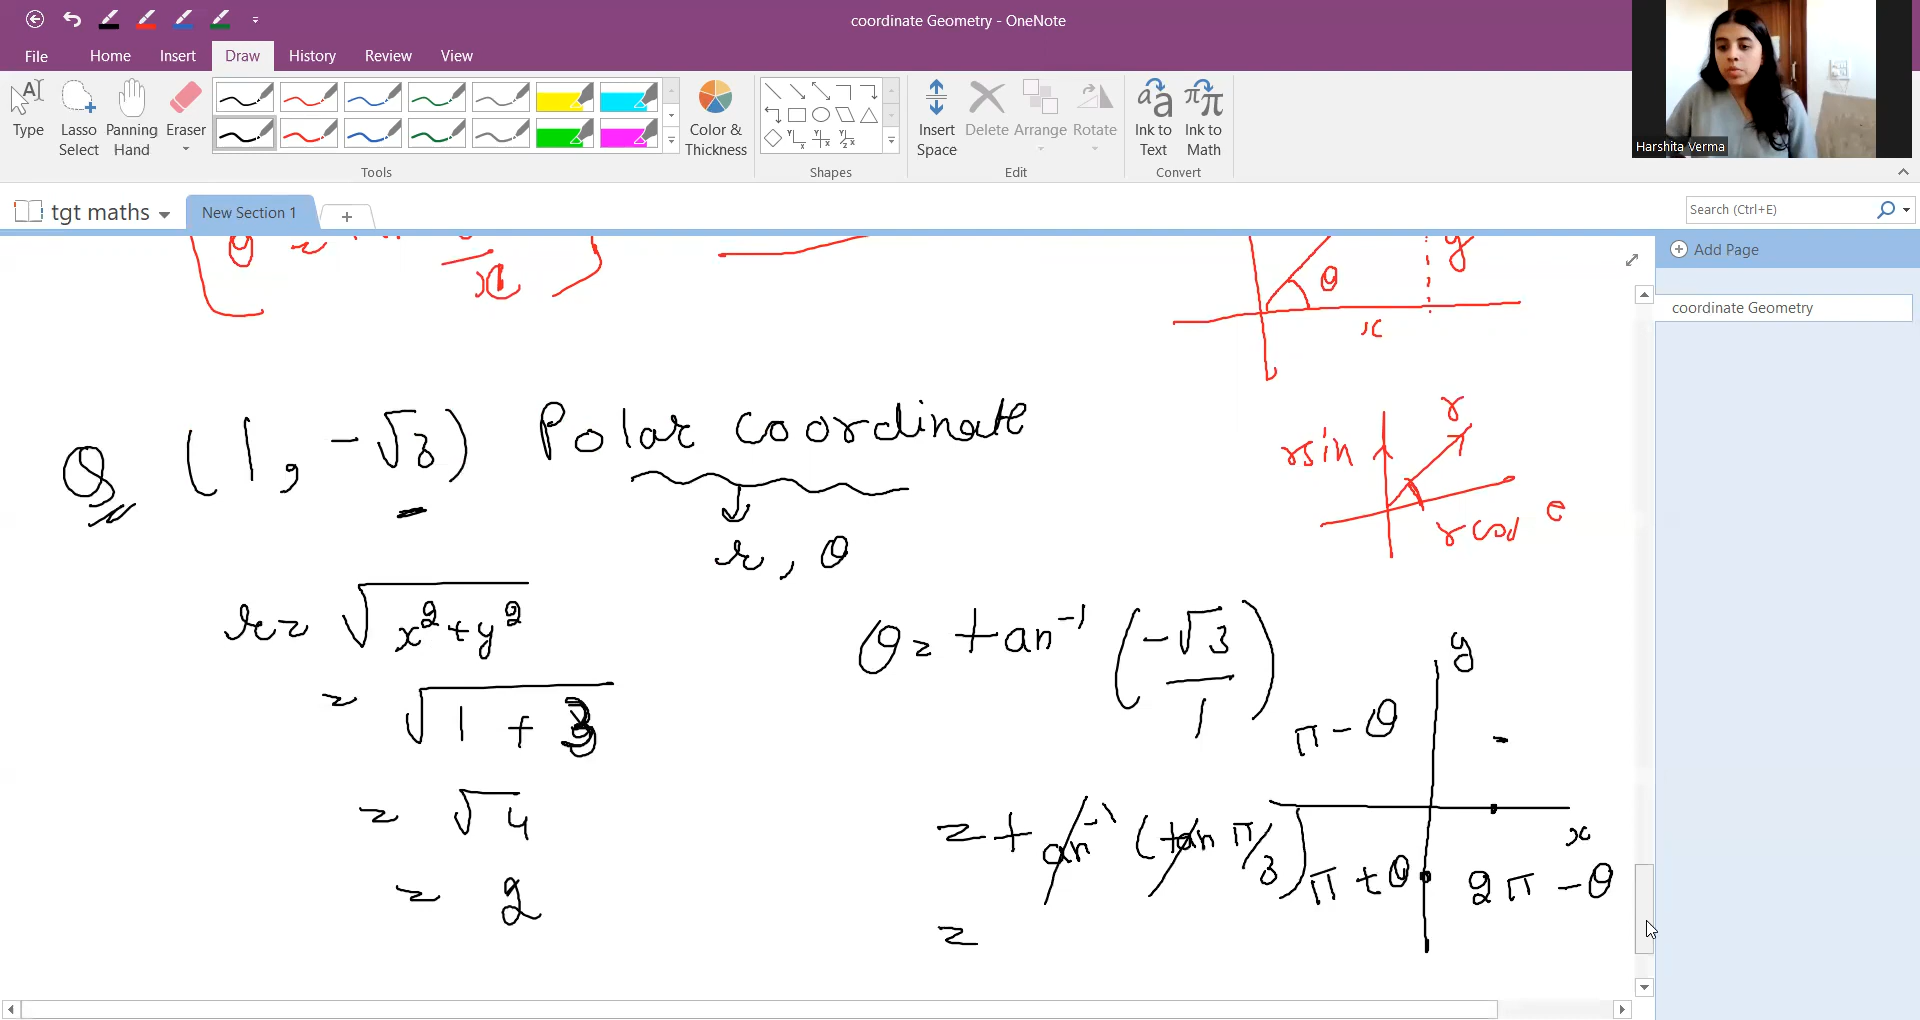 coordinate Geometry - OneNote
File Home Insert Draw History Review View
Type Lasso Select Panning Hand Eraser
Color & Thickness
Insert Space Delete Arrange Rotate
Ink to Text Ink to Math
Tools Shapes Edit Convert
Harshita Verma
tgt maths New Section 1 +
Search (Ctrl+E)
Add Page
coordinate Geometry
x
θ
y
x
Q (1, -√3) Polar coordinate
r, θ
r
rsin
rcos
r = √x²+y²
= √1 + 3
= √4
= 2
θ = tan⁻¹ (-√3/1)
= tan⁻¹ (tan π/3)
=
y
x
π - θ
π + θ
2π - θ